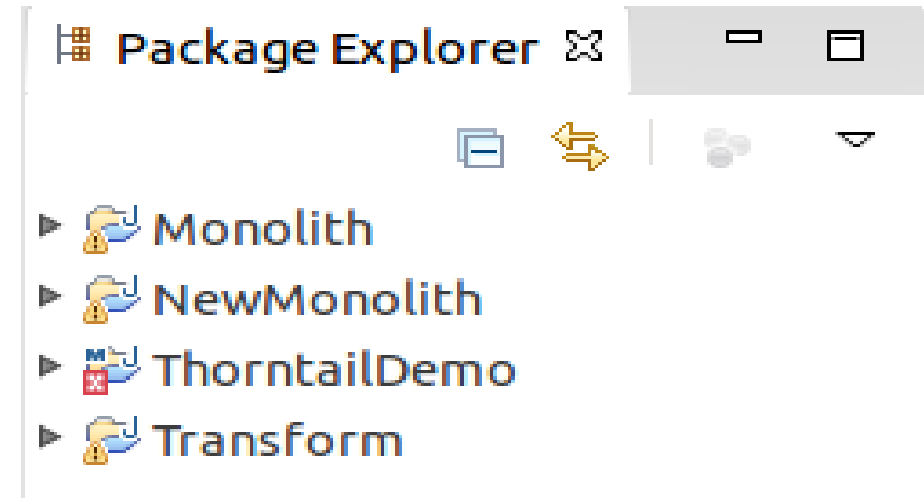 Package Explorer
Monolith
NewMonolith
ThorntailDemo
Transform